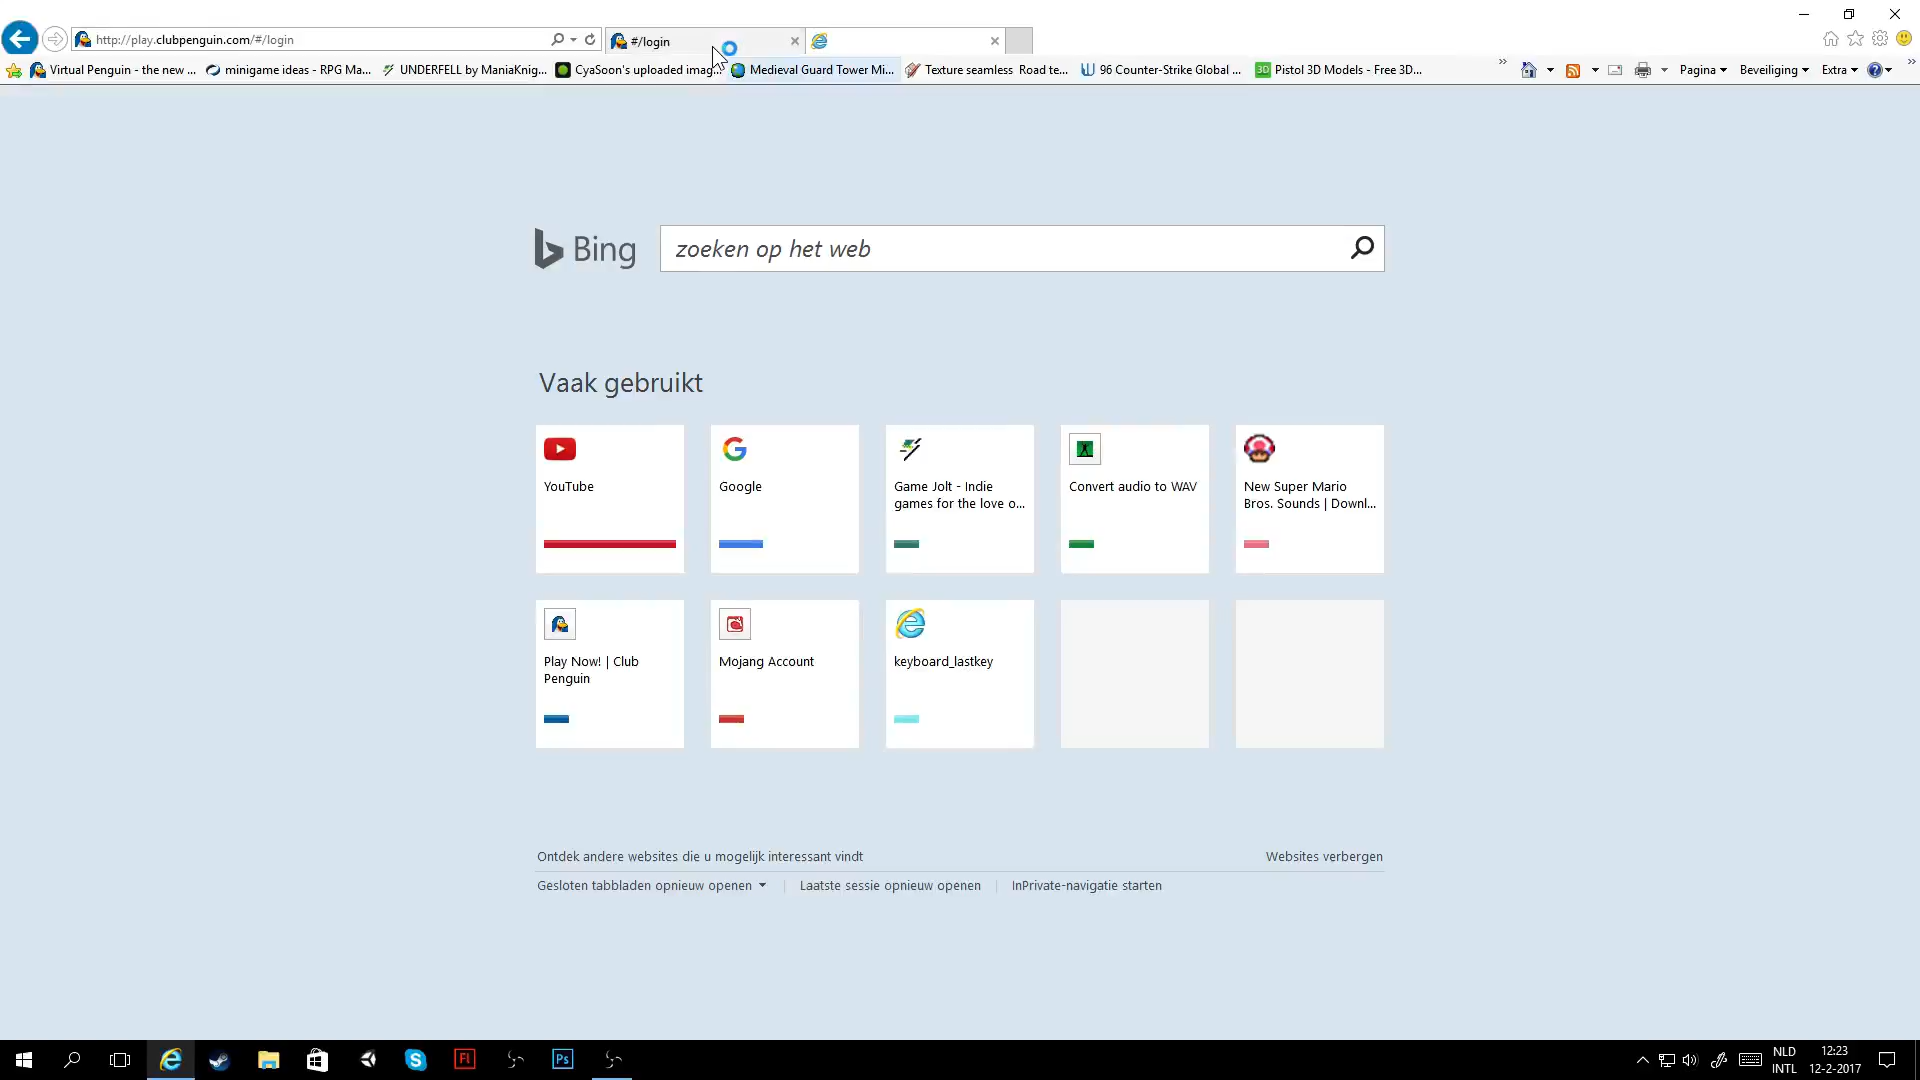 http://play.clubpenguin.com/#/login
#/login
Virtual Penguin - the new ...
minigame ideas - RPG Ma...
UNDERFELL by ManiaKnig...
CyaSoon's uploaded imag...
Medieval Guard Tower Mi...
Texture seamless Road te...
96 Counter-Strike Global ...
3D
Pistol 3D Models - Free 3D...
Pagina
Beveiliging
Extra
Bing
zoeken op het web
Vaak gebruikt
YouTube
Google
Game Jolt - Indie
games for the love o...
Convert audio to WAV
New Super Mario
Bros. Sounds | Downl...
Play Now! | Club
Penguin
Mojang Account
keyboard_lastkey
Ontdek andere websites die u mogelijk interessant vindt
Websites verbergen
Gesloten tabbladen opnieuw openen
Laatste sessie opnieuw openen
InPrivate-navigatie starten
Fl
Ps
NLD
INTL
12:23
12-2-2017